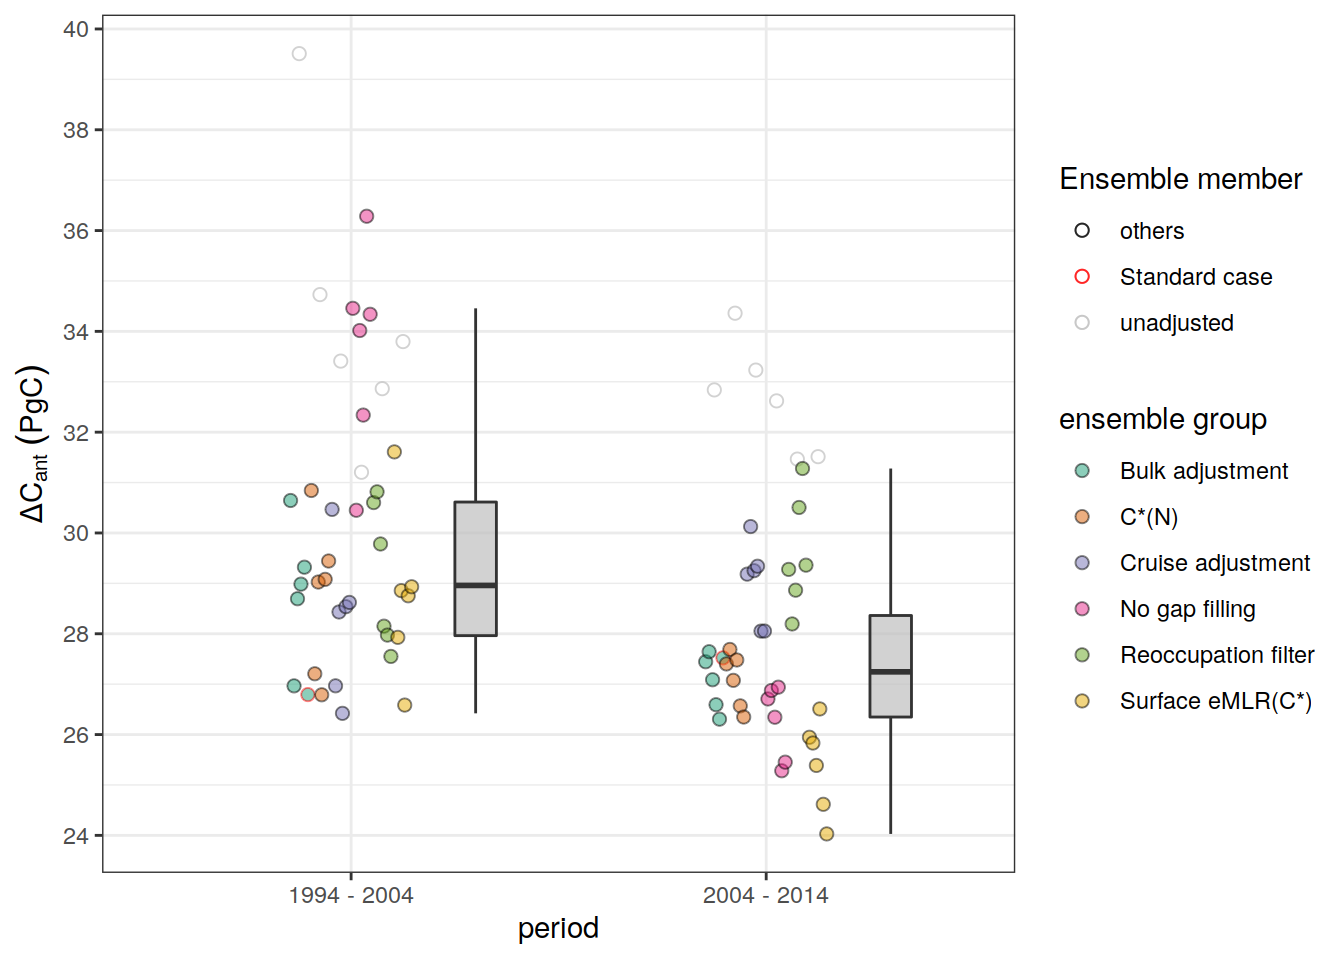 40
38
36
34
32
30
28
26
24
ΔCant (PgC)
1994 - 2004
2004 - 2014
period
Ensemble member
others
Standard case
unadjusted
ensemble group
Bulk adjustment
C*(N)
Cruise adjustment
No gap filling
Reoccupation filter
Surface eMLR(C*)